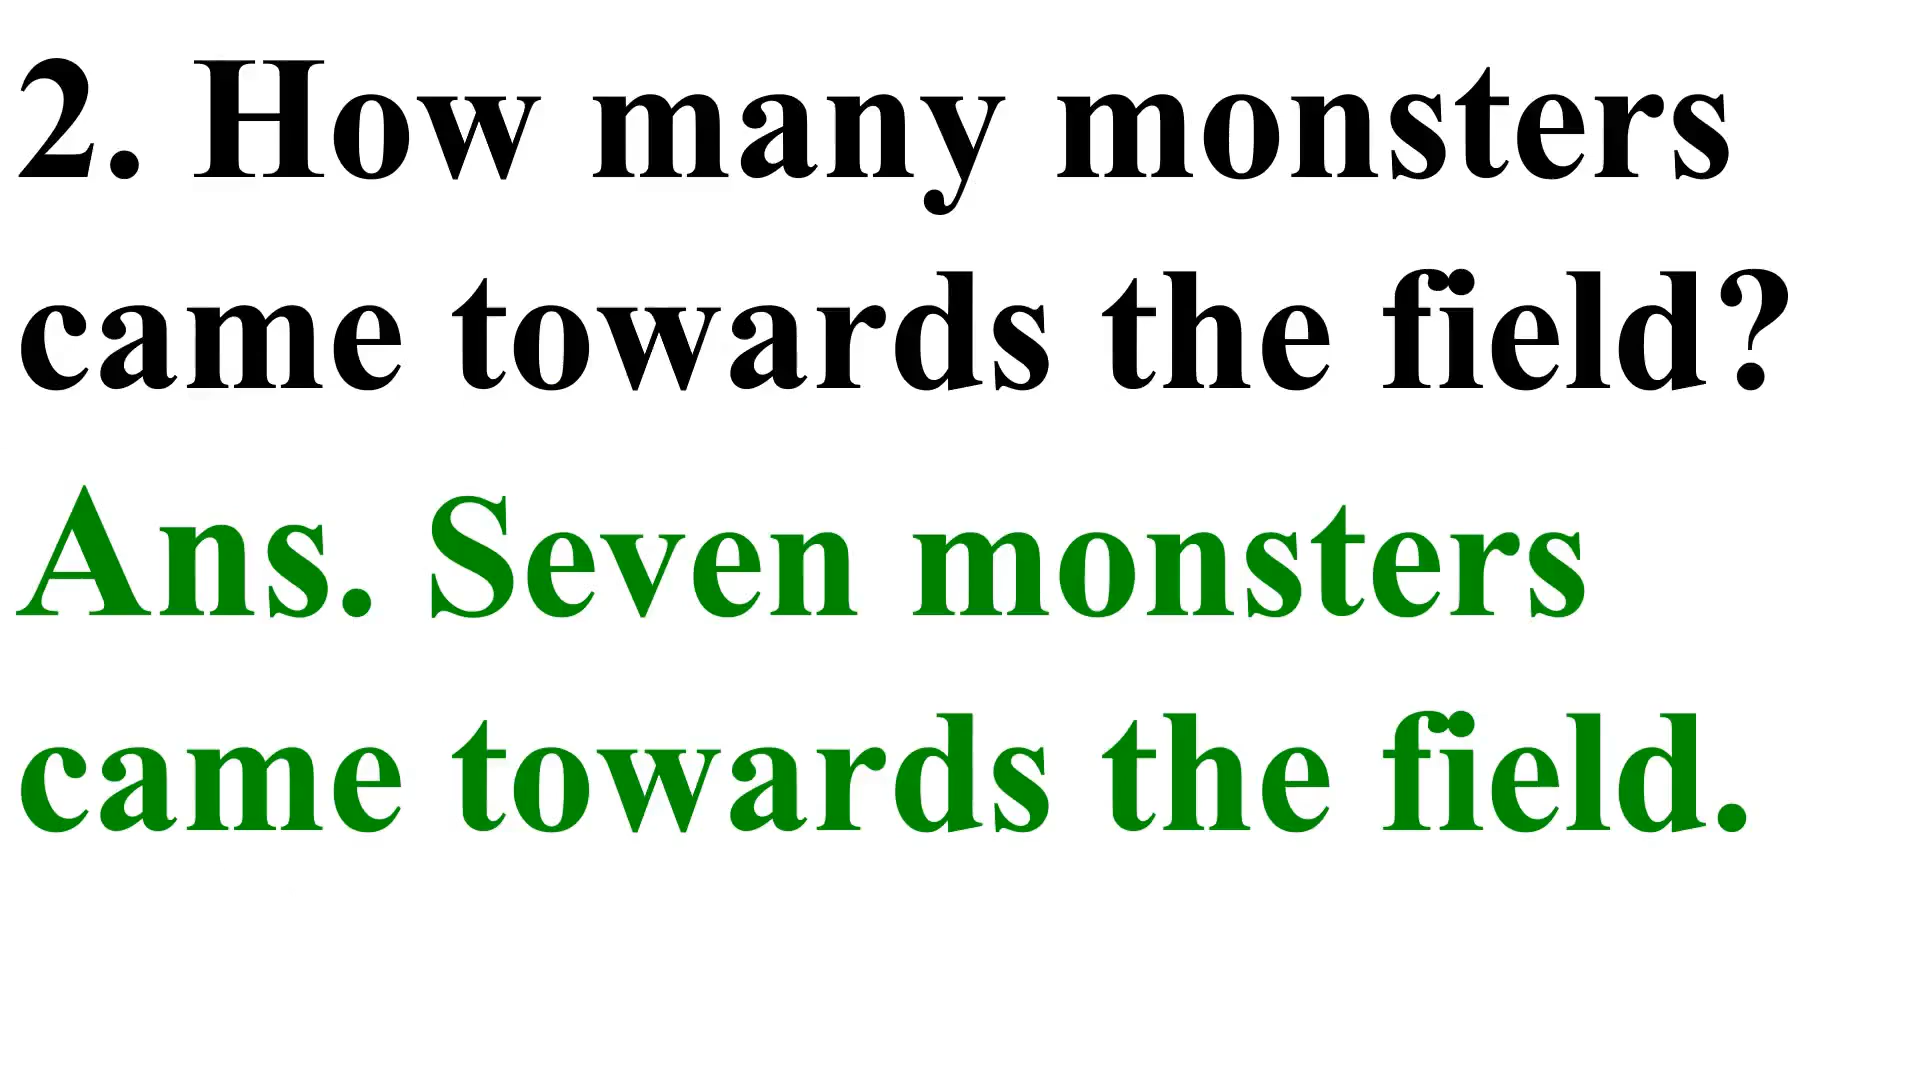 2. How many monsters
came towards the field?
Ans. Seven monsters
came towards the field.